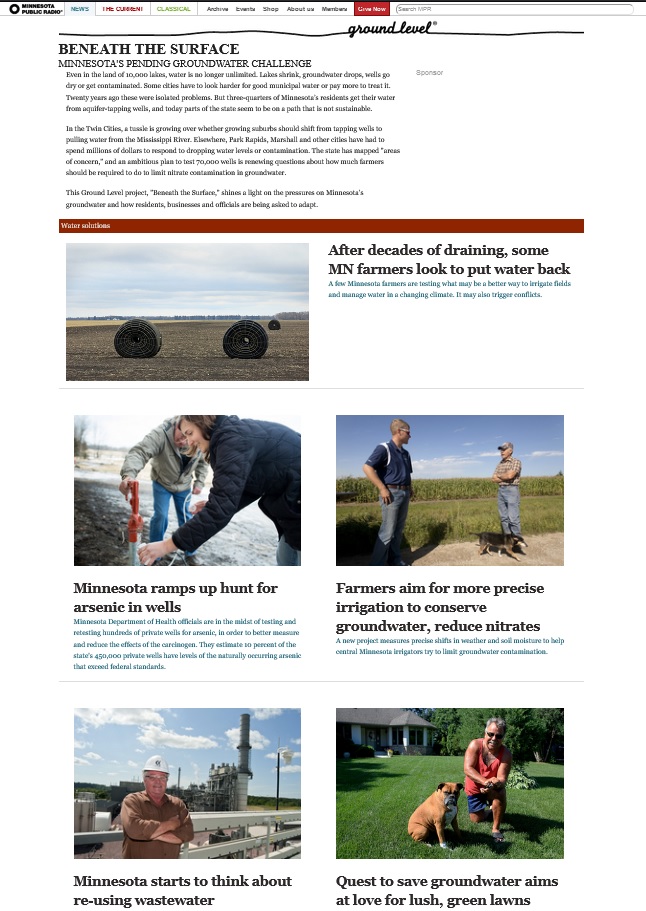 MINNESOTA
PUBLIC RADIO®
NEWS
THE CURRENT
CLASSICAL
Archive
Events
Shop
About us
Members
Give Now
Search MPR
ground level®
BENEATH THE SURFACE
MINNESOTA'S PENDING GROUNDWATER CHALLENGE
Even in the land of 10,000 lakes, water is no longer unlimited. Lakes shrink, groundwater drops, wells go
dry or get contaminated. Some cities have to look harder for good municipal water or pay more to treat it.
Twenty years ago these were isolated problems. But three-quarters of Minnesota's residents get their water
from aquifer-tapping wells, and today parts of the state seem to be on a path that is not sustainable.
In the Twin Cities, a tussle is growing over whether growing suburbs should shift from tapping wells to
pulling water from the Mississippi River. Elsewhere, Park Rapids, Marshall and other cities have had to
spend millions of dollars to respond to dropping water levels or contamination. The state has mapped "areas
of concern," and an ambitious plan to test 70,000 wells is renewing questions about how much farmers
should be required to do to limit nitrate contamination in groundwater.
This Ground Level project, "Beneath the Surface," shines a light on the pressures on Minnesota's
groundwater and how residents, businesses and officials are being asked to adapt.
Sponsor
Water solutions
After decades of draining, some
MN farmers look to put water back
A few Minnesota farmers are testing what may be a better way to irrigate fields
and manage water in a changing climate. It may also trigger conflicts.
Minnesota ramps up hunt for
arsenic in wells
Minnesota Department of Health officials are in the midst of testing and
retesting hundreds of private wells for arsenic, in order to better measure
and reduce the effects of the carcinogen. They estimate 10 percent of the
state's 450,000 private wells have levels of the naturally occurring arsenic
that exceed federal standards.
Farmers aim for more precise
irrigation to conserve
groundwater, reduce nitrates
A new project measures precise shifts in weather and soil moisture to help
central Minnesota irrigators try to limit groundwater contamination.
Minnesota starts to think about
re-using wastewater
Quest to save groundwater aims
at love for lush, green lawns